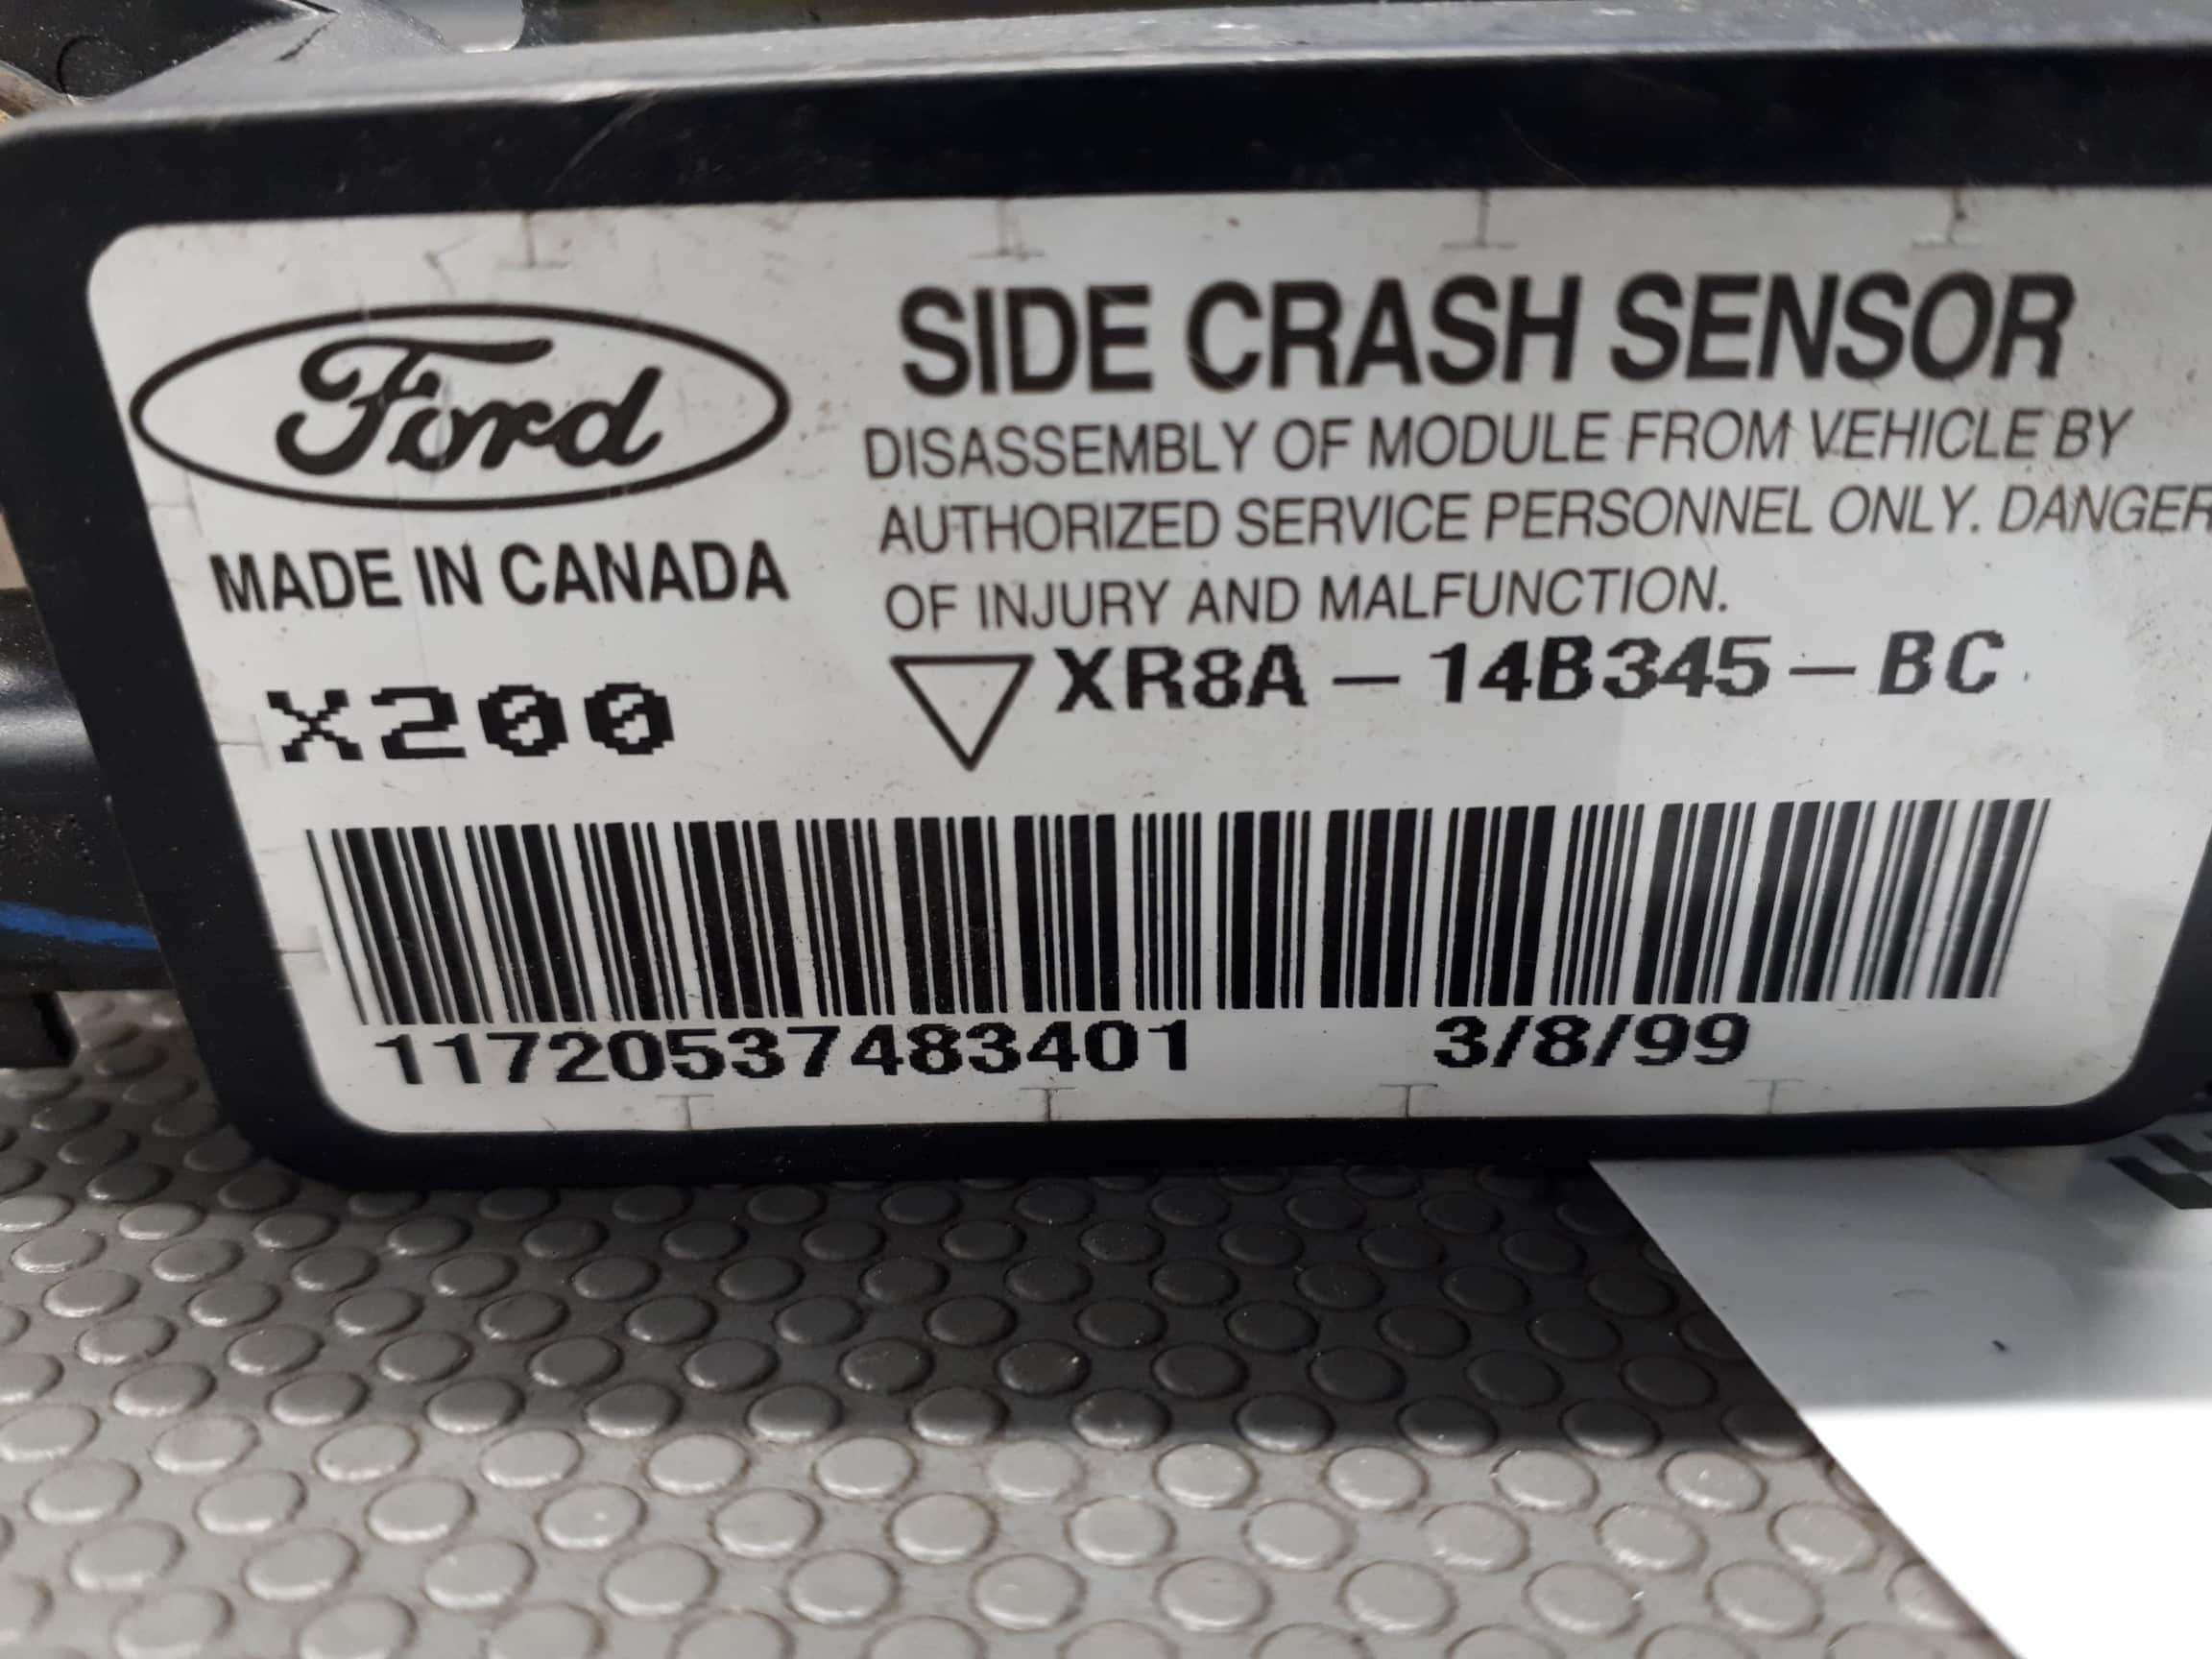 Ford
MADE IN CANADA
X200
SIDE CRASH SENSOR
DISASSEMBLY OF MODULE FROM VEHICLE BY
AUTHORIZED SERVICE PERSONNEL ONLY. DANGER
OF INJURY AND MALFUNCTION.
XR8A-14B345-BC
11720537483401 3/8/99